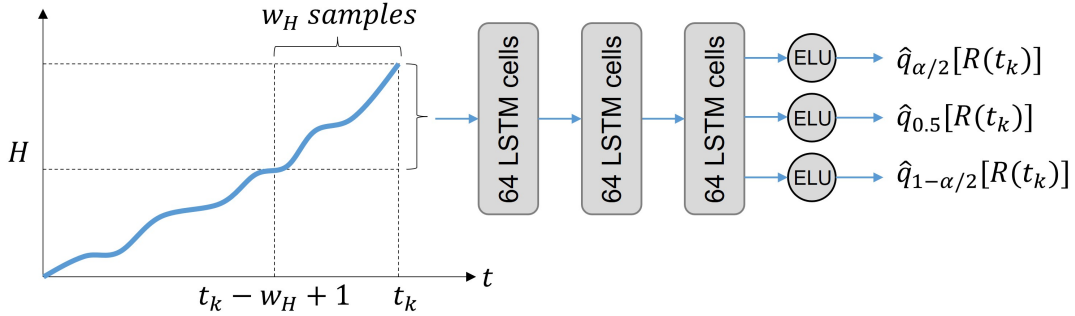 w_H samples
H
t_k − w_H + 1
t_k
t
64 LSTM cells
64 LSTM cells
64 LSTM cells
ELU
ELU
ELU
q̂_{α/2}[R(t_k)]
q̂_{0.5}[R(t_k)]
q̂_{1−α/2}[R(t_k)]